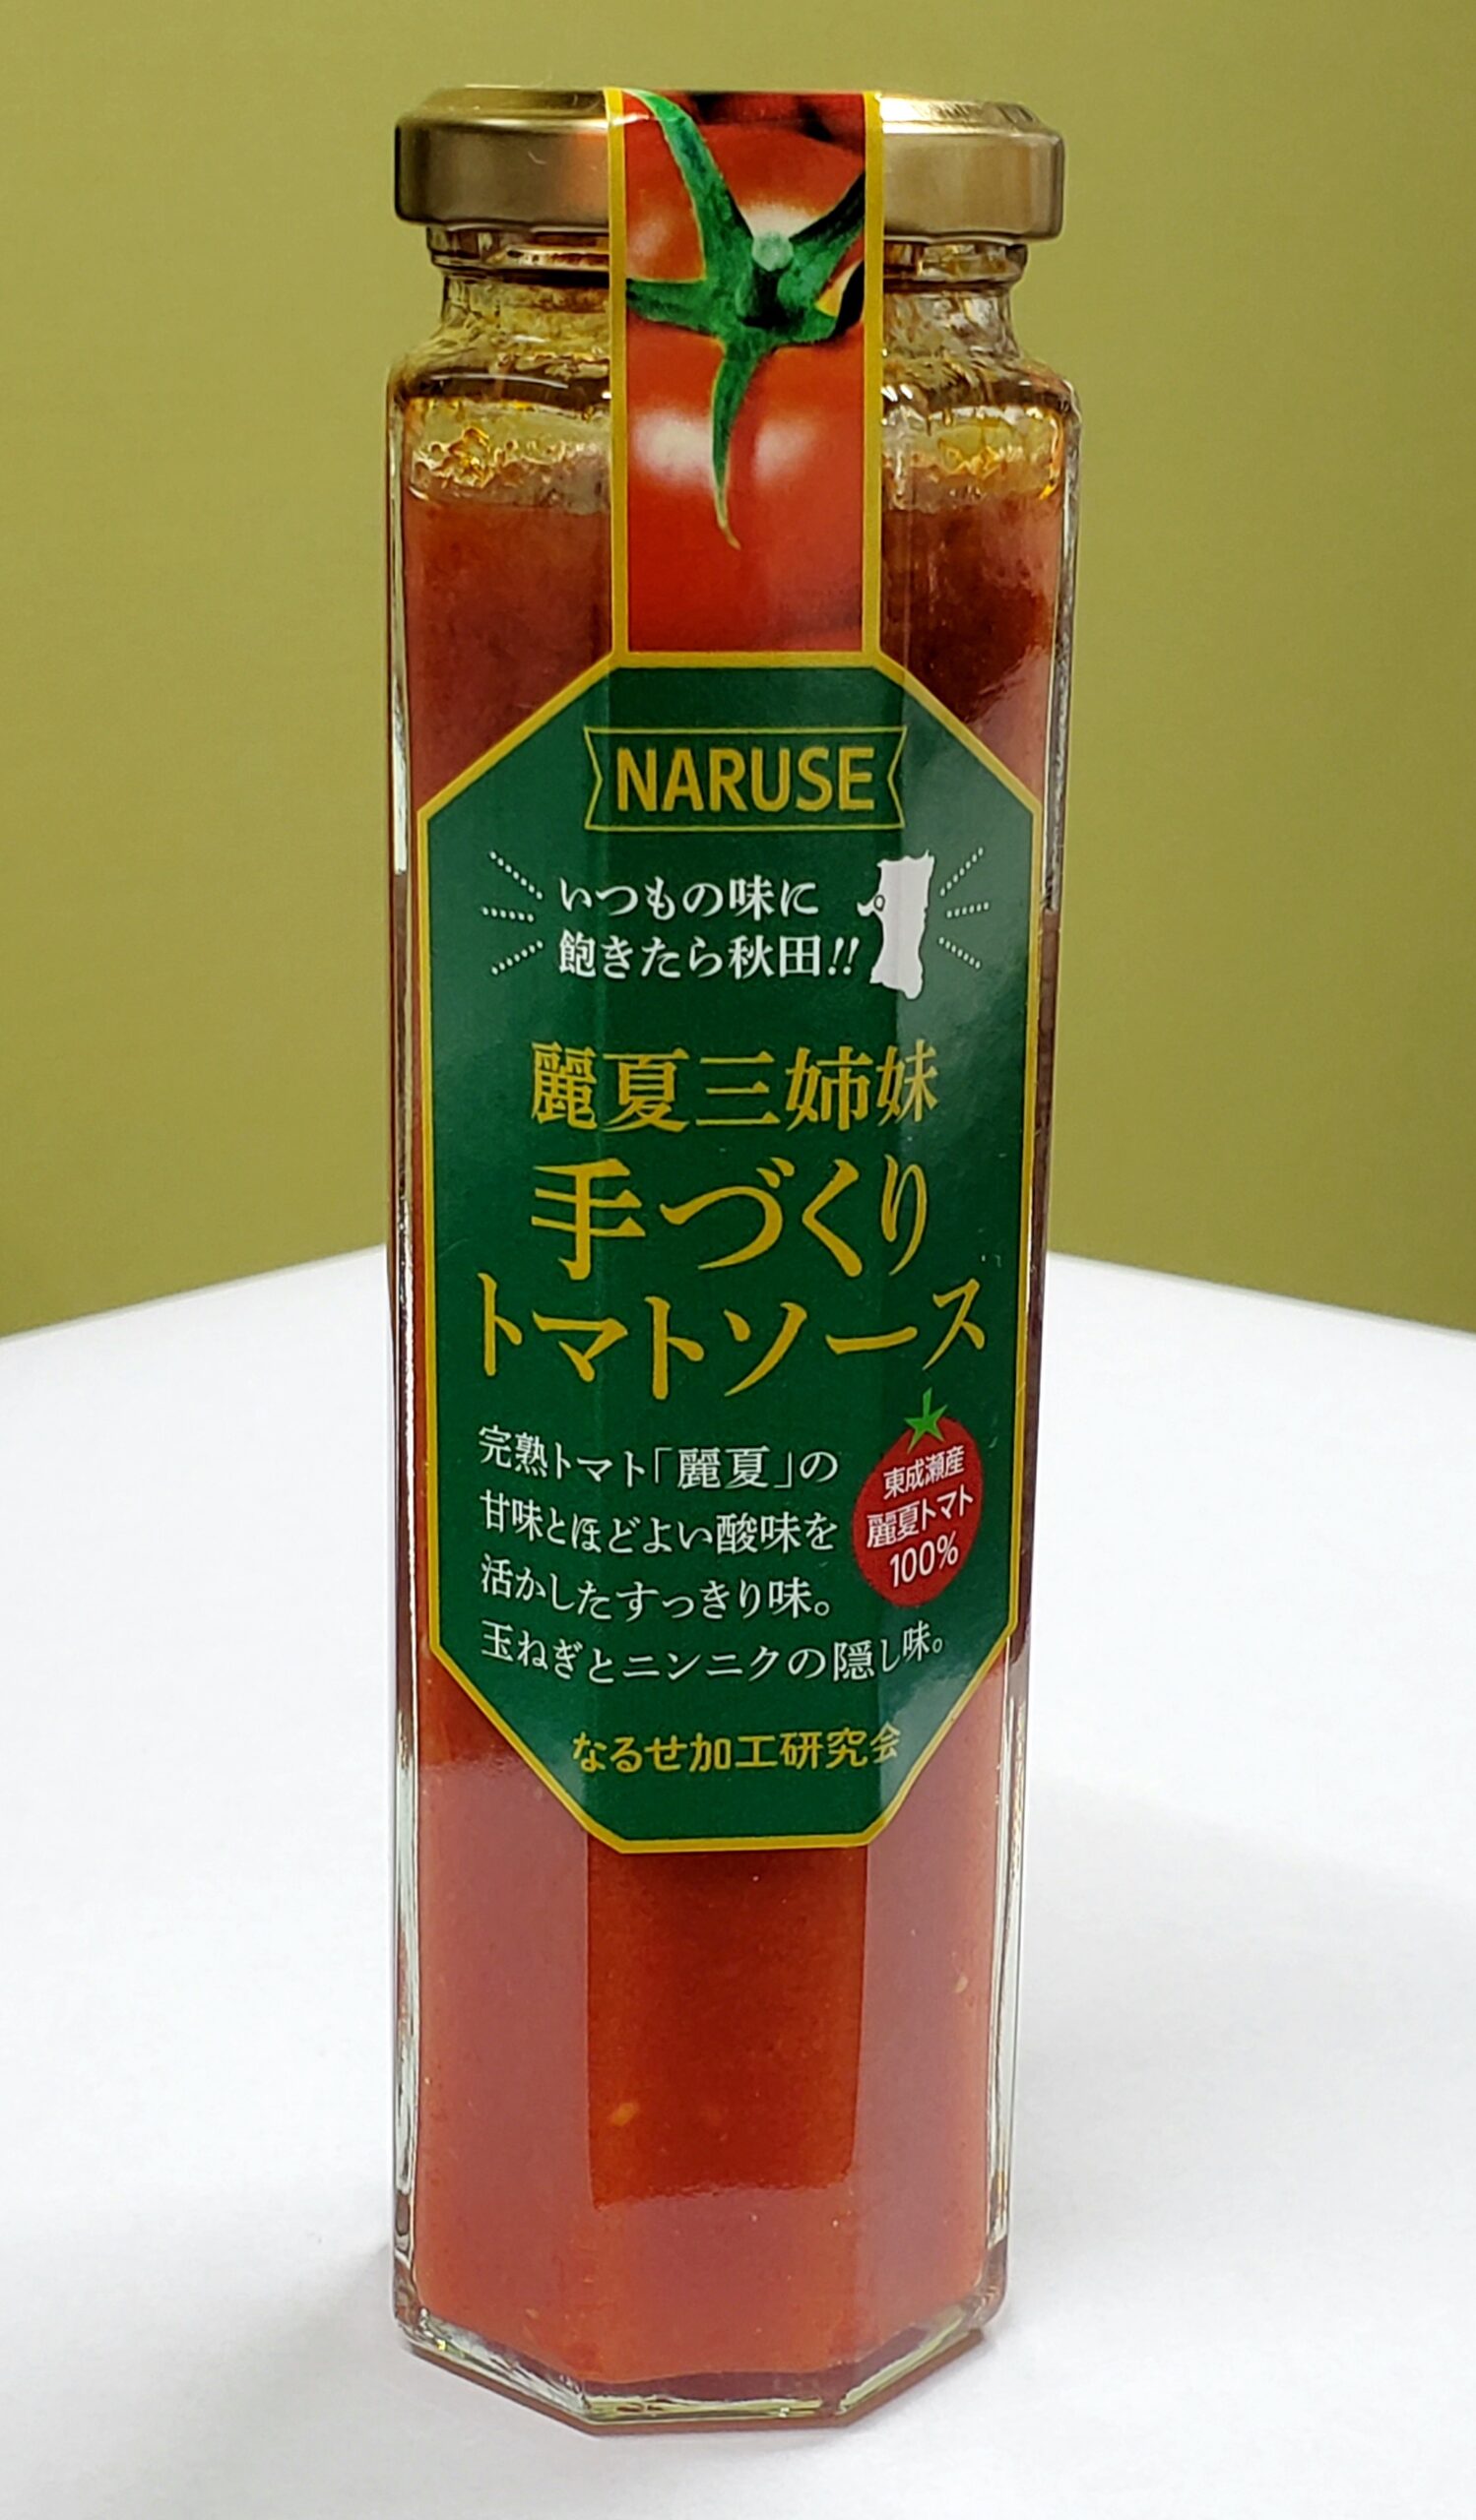 NARUSE
いつもの味に
飽きたら秋田!!
麗夏三姉妹
手づくり
トマトソース
完熟トマト「麗夏」の
甘味とほどよい酸味を
活かしたすっきり味。
玉ねぎとニンニクの隠し味。
東成瀬産
麗夏トマト
100%
なるせ加工研究会